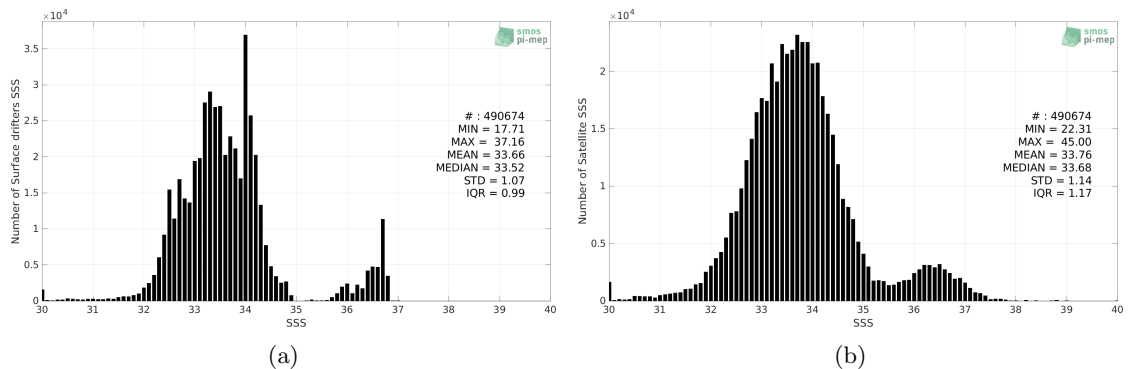 ×10⁴
smos
pi-mep
Number of Surface drifters SSS
3.5
3
2.5
2
1.5
1
0.5
0
# : 490674
MIN = 17.71
MAX = 37.16
MEAN = 33.66
MEDIAN = 33.52
STD = 1.07
IQR = 0.99
30 31 32 33 34 35 36 37 38 39 40
SSS
(a)
×10⁴
smos
pi-mep
Number of Satellite SSS
2
1.5
1
0.5
0
# : 490674
MIN = 22.31
MAX = 45.00
MEAN = 33.76
MEDIAN = 33.68
STD = 1.14
IQR = 1.17
30 31 32 33 34 35 36 37 38 39 40
SSS
(b)